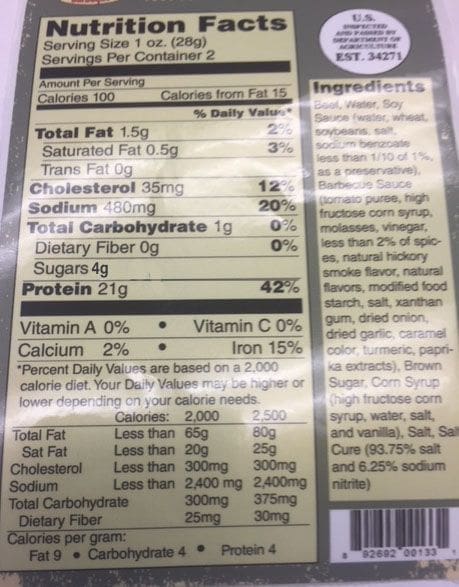 Nutrition Facts
Serving Size 1 oz. (28g)
Servings Per Container 2
Amount Per Serving
Calories 100 Calories from Fat 15
% Daily Value*
Total Fat 1.5g 2%
Saturated Fat 0.5g 3%
Trans Fat 0g
Cholesterol 35mg 12%
Sodium 480mg 20%
Total Carbohydrate 1g 0%
Dietary Fiber 0g 0%
Sugars 4g
Protein 21g 42%
Vitamin A 0% • Vitamin C 0%
Calcium 2% • Iron 15%
*Percent Daily Values are based on a 2,000
calorie diet. Your Daily Values may be higher or
lower depending on your calorie needs.
Calories: 2,000 2,500
Total Fat Less than 65g 80g
Sat Fat Less than 20g 25g
Cholesterol Less than 300mg 300mg
Sodium Less than 2,400 mg 2,400mg
Total Carbohydrate 300mg 375mg
Dietary Fiber 25mg 30mg
Calories per gram:
Fat 9 • Carbohydrate 4 • Protein 4
U.S.
INSPECTED
AND PASSED BY
DEPARTMENT OF
AGRICULTURE
EST. 34271
Ingredients
Beef, Water, Soy
Sauce (water, wheat,
soybeans, salt,
sodium benzoate
less than 1/10 of 1%,
as a preservative),
Barbecue Sauce
(tomato puree, high
fructose corn syrup,
molasses, vinegar,
less than 2% of spic-
es, natural hickory
smoke flavor, natural
flavors, modified food
starch, salt, xanthan
gum, dried onion,
dried garlic, caramel
color, turmeric, papri-
ka extracts), Brown
Sugar, Corn Syrup
(high fructose corn
syrup, water, salt,
and vanilla), Salt, Salt
Cure (93.75% salt
and 6.25% sodium
nitrite)
8 92692 00133 1